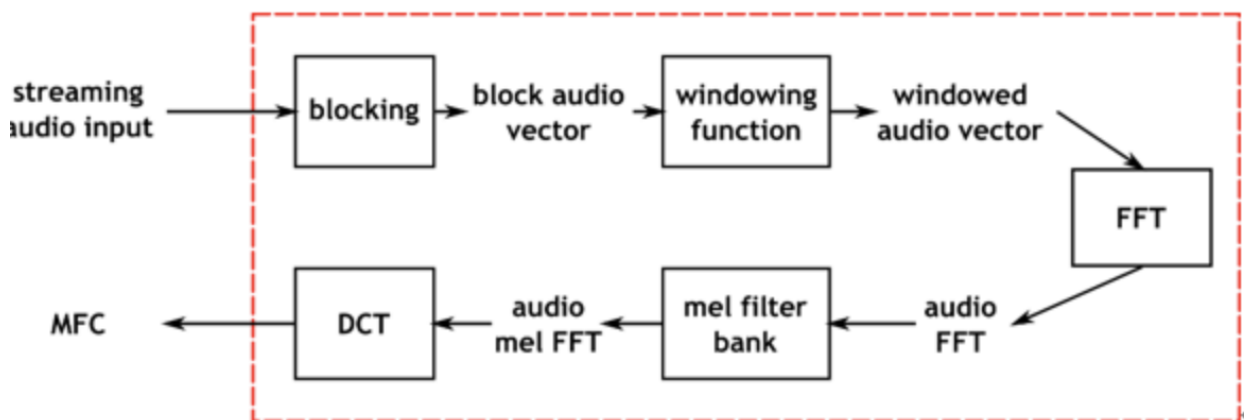 streaming
audio input
blocking
block audio
vector
windowing
function
windowed
audio vector
FFT
audio
FFT
mel filter
bank
audio
mel FFT
DCT
MFC